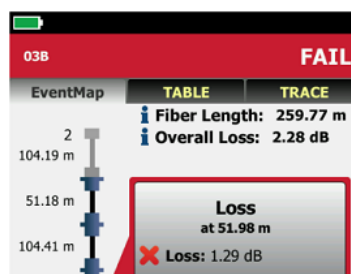 03B FAIL
EventMap TABLE TRACE
Fiber Length: 259.77 m
Overall Loss: 2.28 dB
2
104.19 m
51.18 m
104.41 m
Loss
at 51.98 m
Loss: 1.29 dB